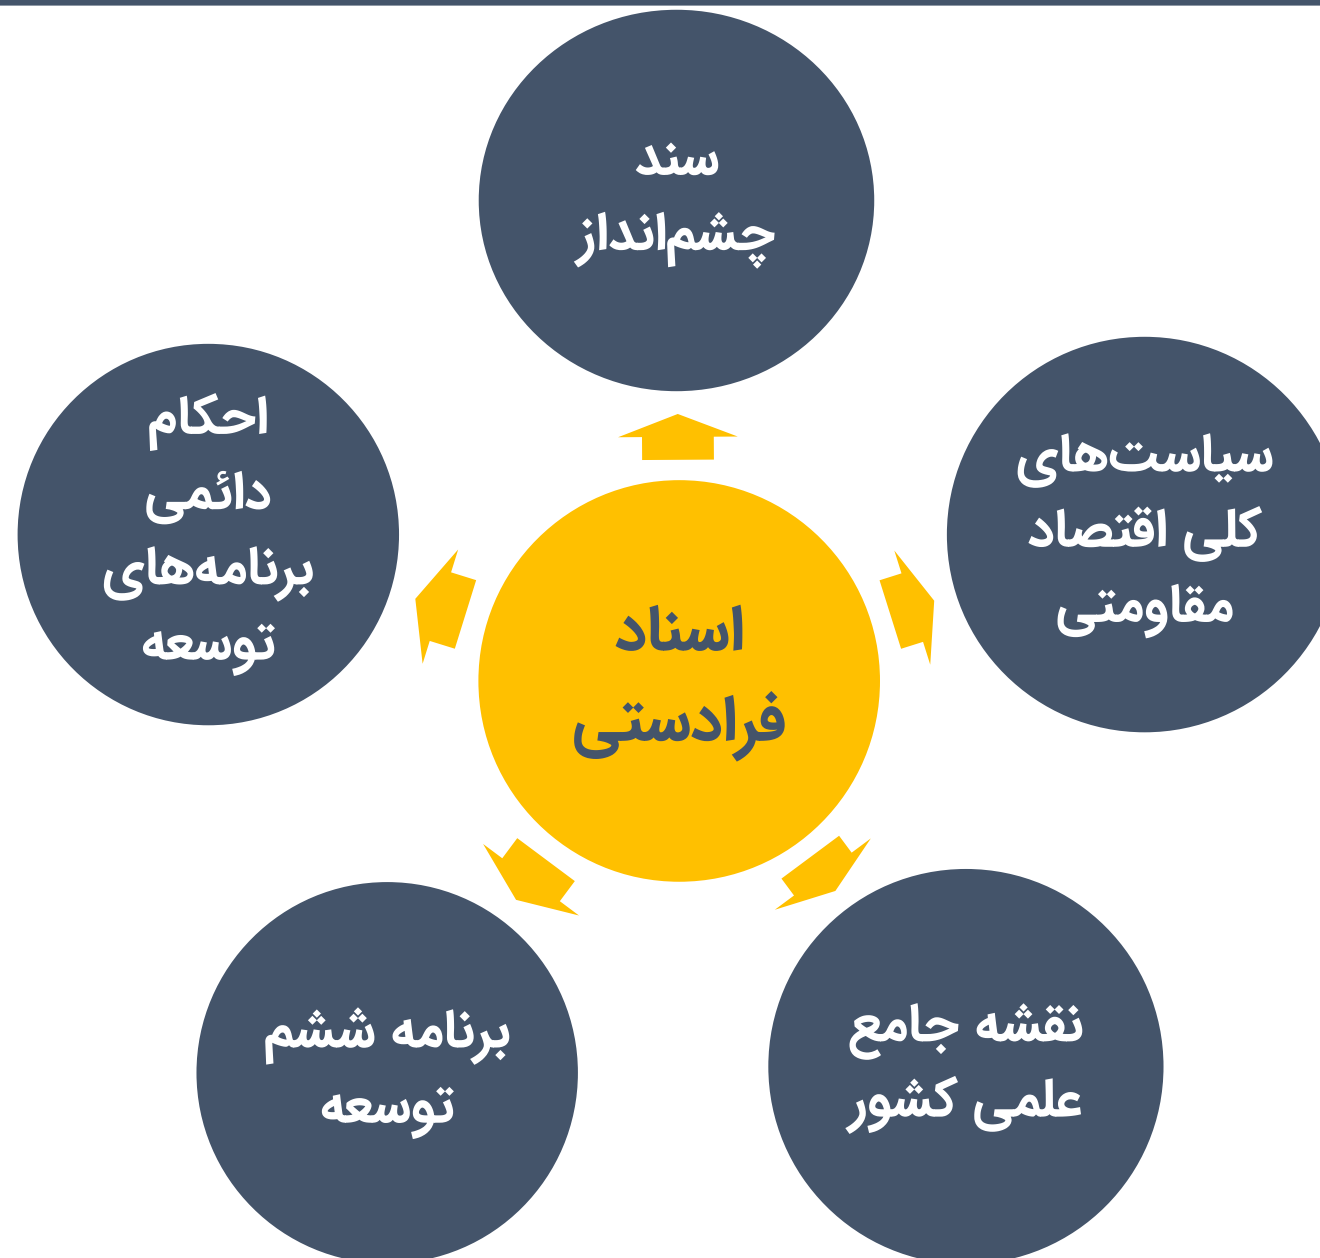 سند
چشم‌انداز
سیاست‌های
کلی اقتصاد
مقاومتی
نقشه جامع
علمی کشور
برنامه ششم
توسعه
احکام
دائمی
برنامه‌های
توسعه
اسناد
فرادستی